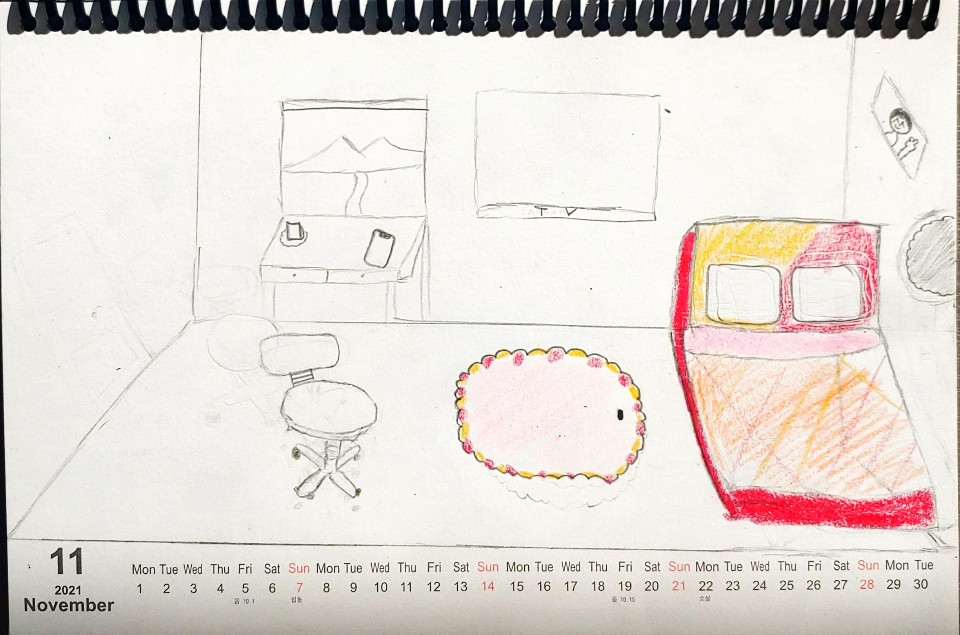 TV
11
2021
November
Mon Tue Wed Thu Fri Sat Sun Mon Tue Wed Thu Fri Sat Sun Mon Tue Wed Thu Fri Sat Sun Mon Tue Wed Thu Fri Sat Sun Mon Tue
1 2 3 4 5 6 7 8 9 10 11 12 13 14 15 16 17 18 19 20 21 22 23 24 25 26 27 28 29 30
음 10.1 입동 음 10.15 소설